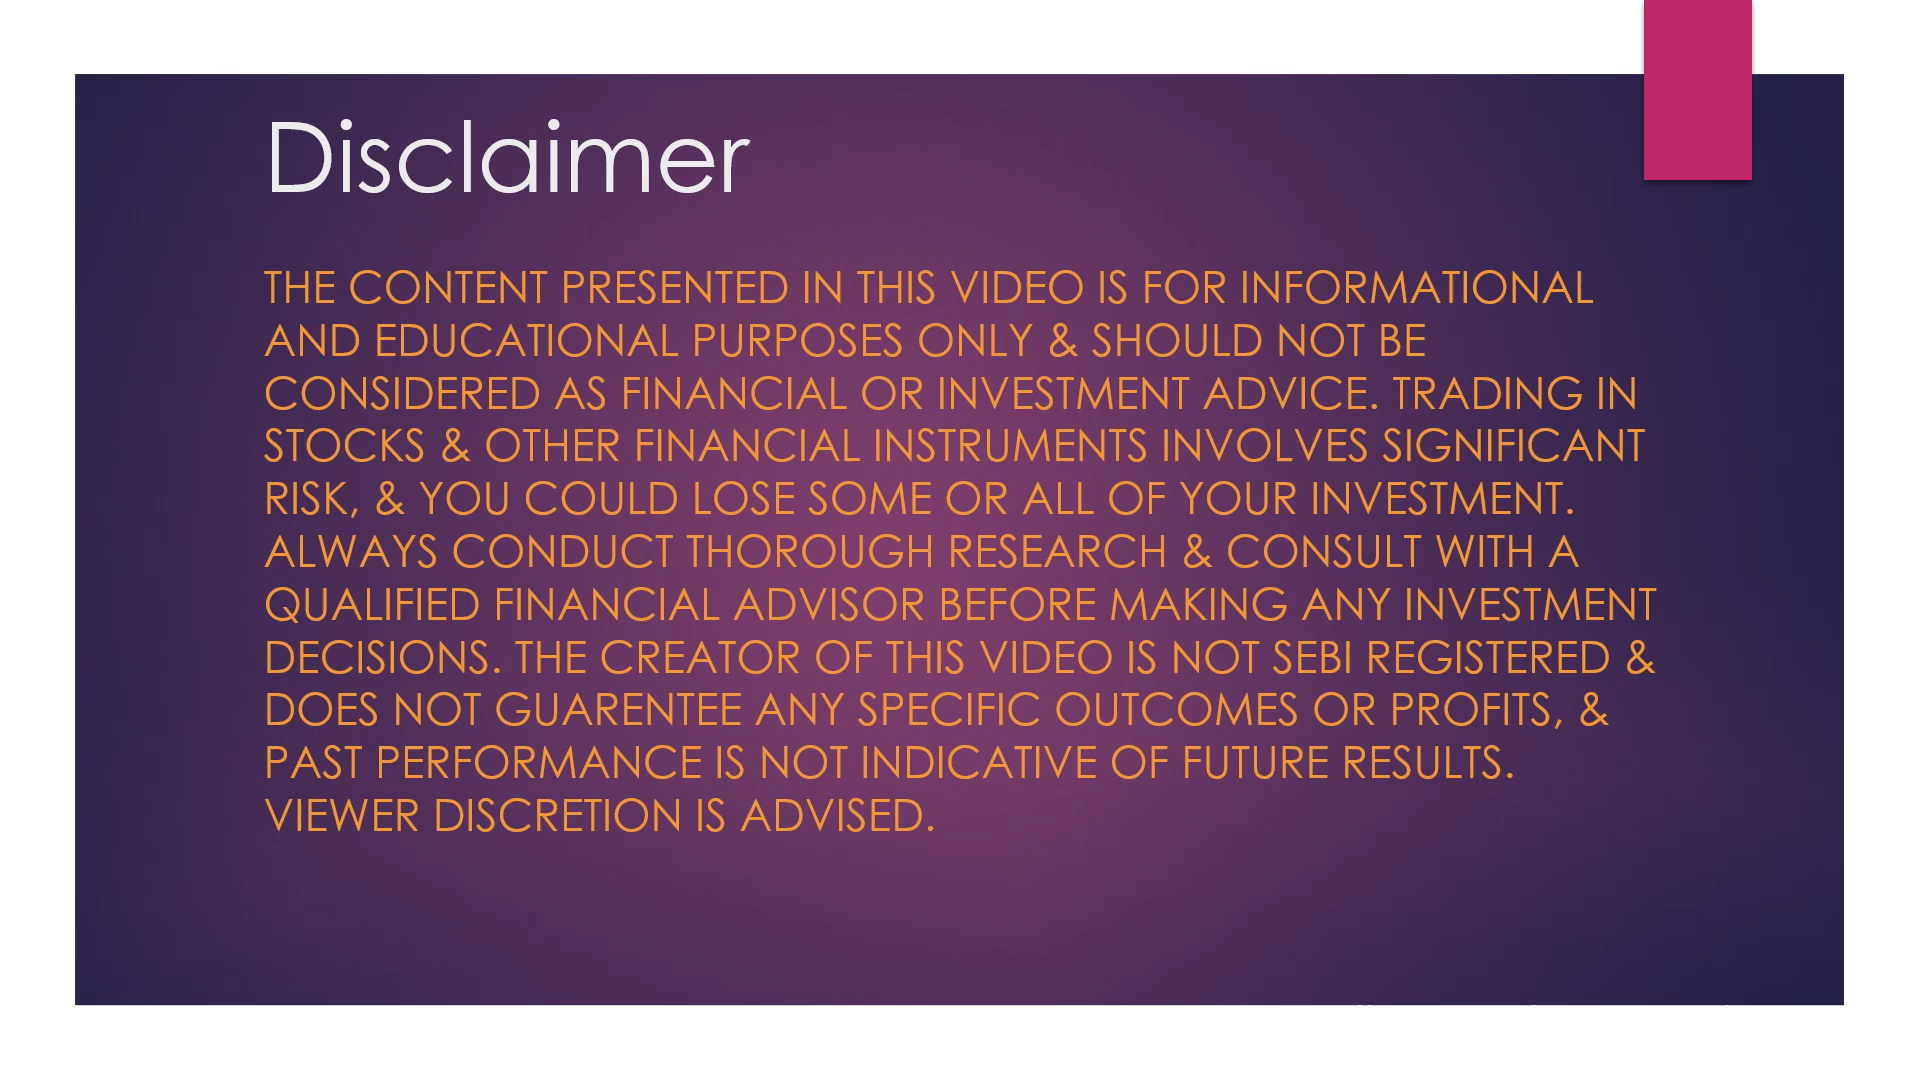 Disclaimer
THE CONTENT PRESENTED IN THIS VIDEO IS FOR INFORMATIONAL
AND EDUCATIONAL PURPOSES ONLY & SHOULD NOT BE
CONSIDERED AS FINANCIAL OR INVESTMENT ADVICE. TRADING IN
STOCKS & OTHER FINANCIAL INSTRUMENTS INVOLVES SIGNIFICANT
RISK, & YOU COULD LOSE SOME OR ALL OF YOUR INVESTMENT.
ALWAYS CONDUCT THOROUGH RESEARCH & CONSULT WITH A
QUALIFIED FINANCIAL ADVISOR BEFORE MAKING ANY INVESTMENT
DECISIONS. THE CREATOR OF THIS VIDEO IS NOT SEBI REGISTERED &
DOES NOT GUARENTEE ANY SPECIFIC OUTCOMES OR PROFITS, &
PAST PERFORMANCE IS NOT INDICATIVE OF FUTURE RESULTS.
VIEWER DISCRETION IS ADVISED.